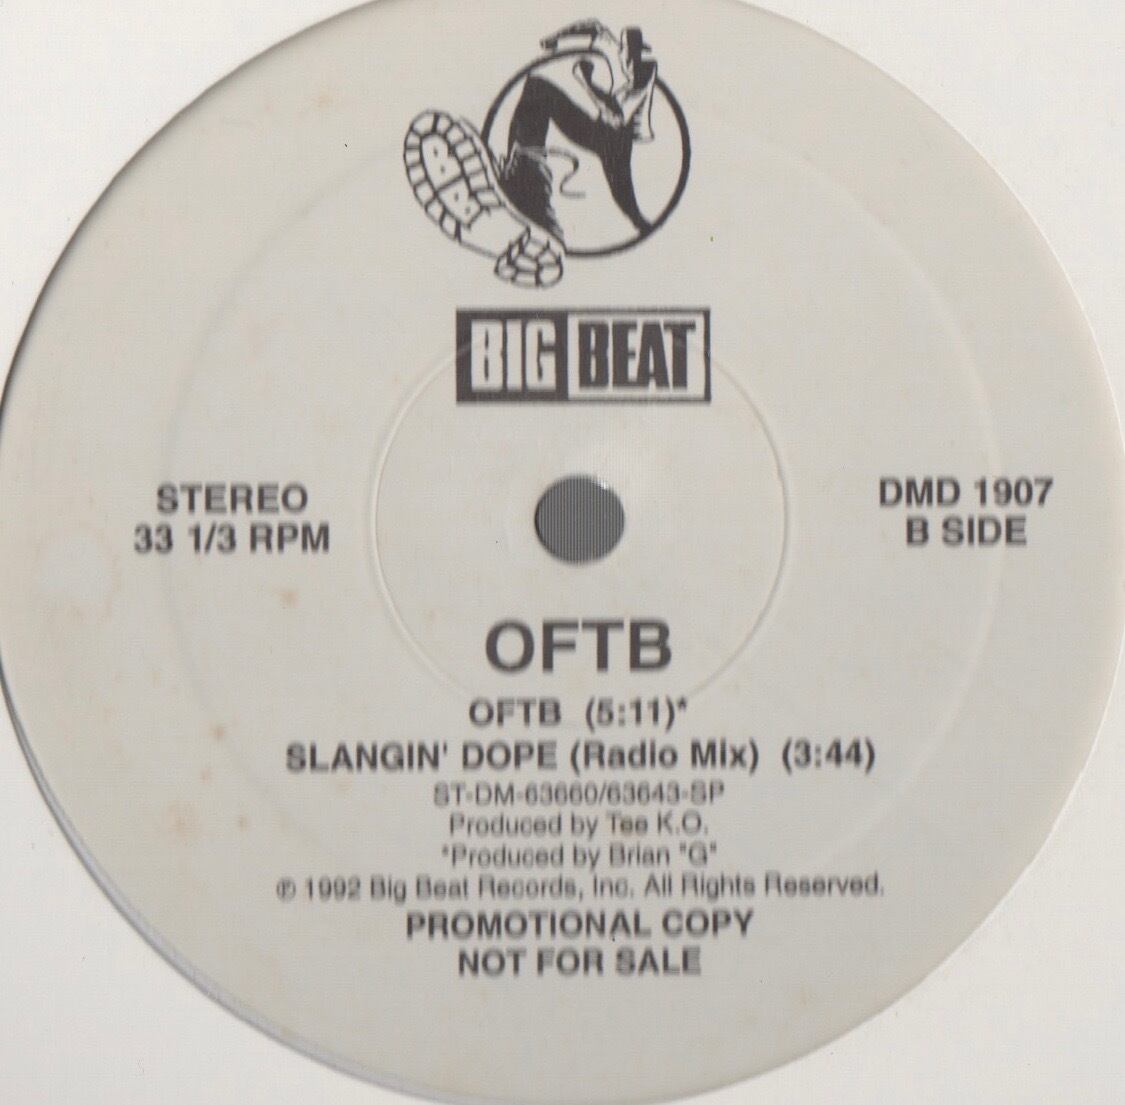 BB
BIG BEAT
STEREO
33 1/3 RPM
DMD 1907
B SIDE
OFTB
OFTB (5:11)*
SLANGIN' DOPE (Radio Mix) (3:44)
ST-DM-63660/63643-SP
Produced by Tee K.O.
*Produced by Brian "G"
℗ 1992 Big Beat Records, Inc. All Rights Reserved.
PROMOTIONAL COPY
NOT FOR SALE